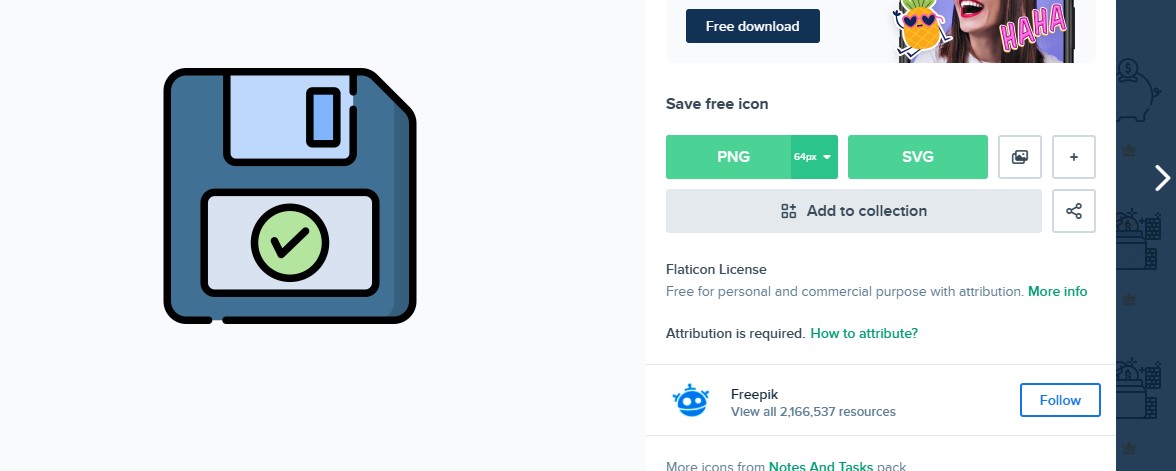 Free download
HAHA
Save free icon
PNG
64px
SVG
+
Add to collection
Flaticon License
Free for personal and commercial purpose with attribution. More info
Attribution is required. How to attribute?
Freepik
View all 2,166,537 resources
Follow
More icons from Notes And Tasks pack